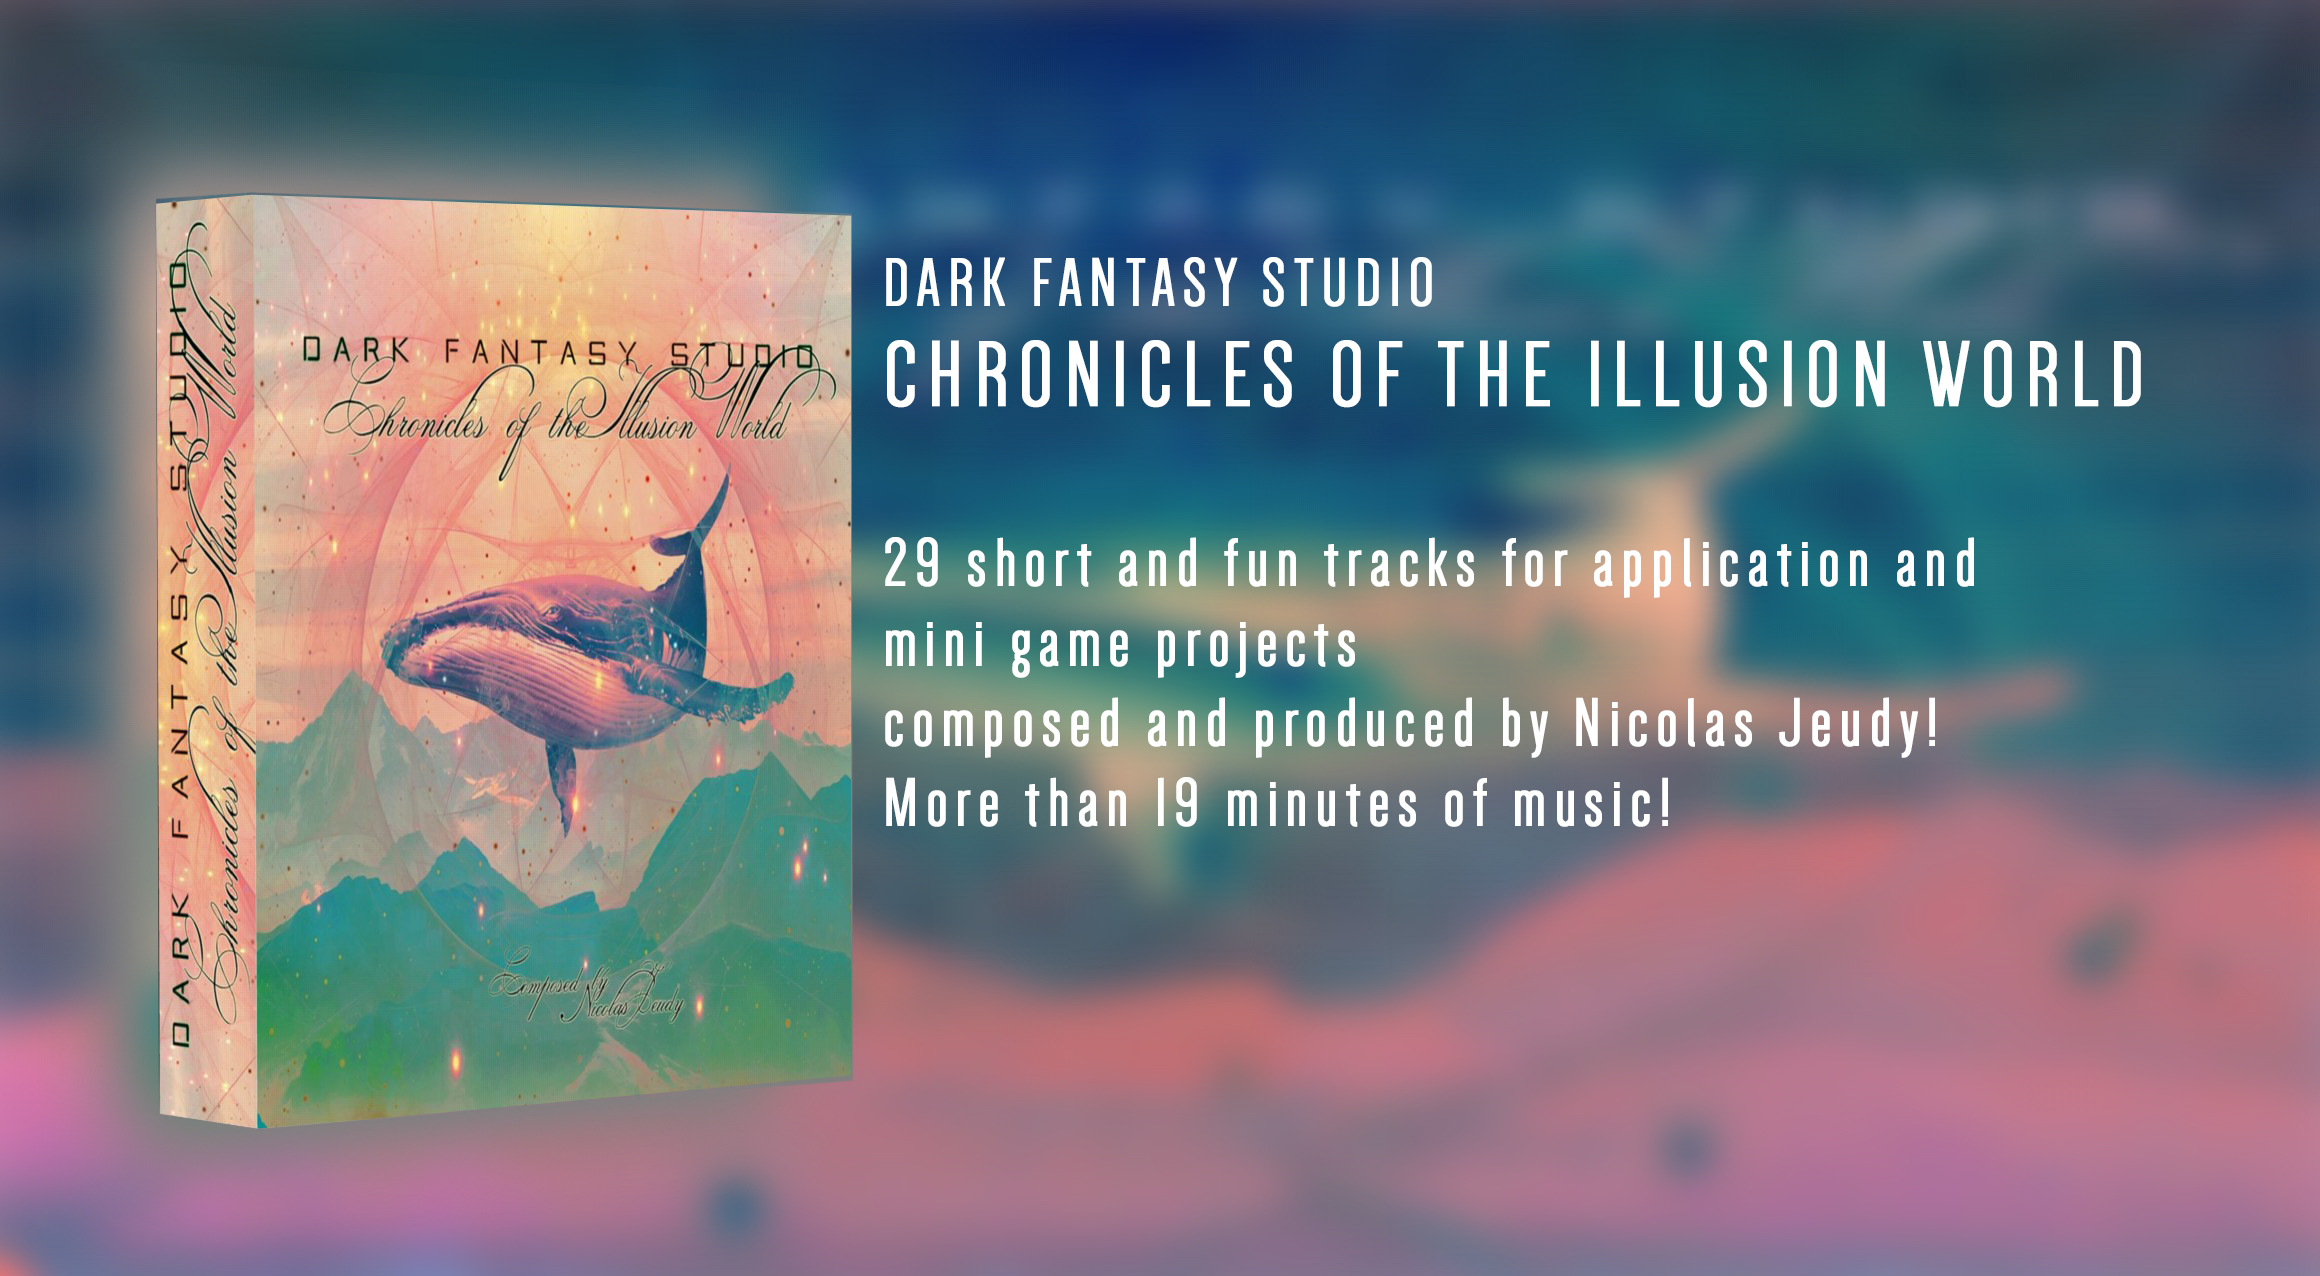 DARK FANTASY STUDIO
Chronicles of the Illusion World
DARK FANTASY STUDIO
Chronicles of the Illusion World
Composed by
Nicolas Jeudy
DARK FANTASY STUDIO
CHRONICLES OF THE ILLUSION WORLD
29 short and fun tracks for application and
mini game projects
composed and produced by Nicolas Jeudy!
More than 19 minutes of music!